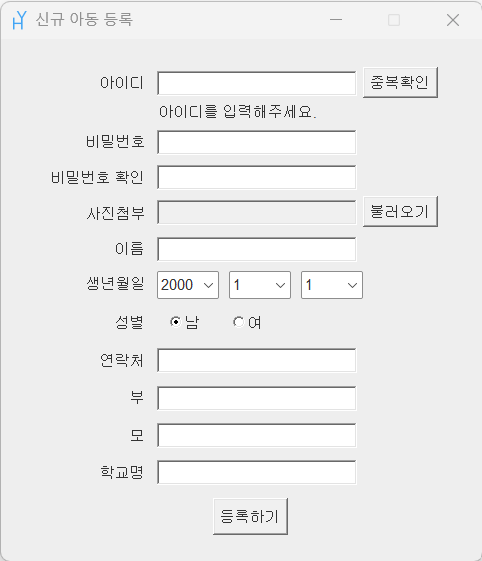 HY 신규 아동 등록
아이디 중복확인
아이디를 입력해주세요.
비밀번호
비밀번호 확인
사진첨부 불러오기
이름
생년월일 2000 1 1
성별 남 여
연락처
부
모
학교명
등록하기